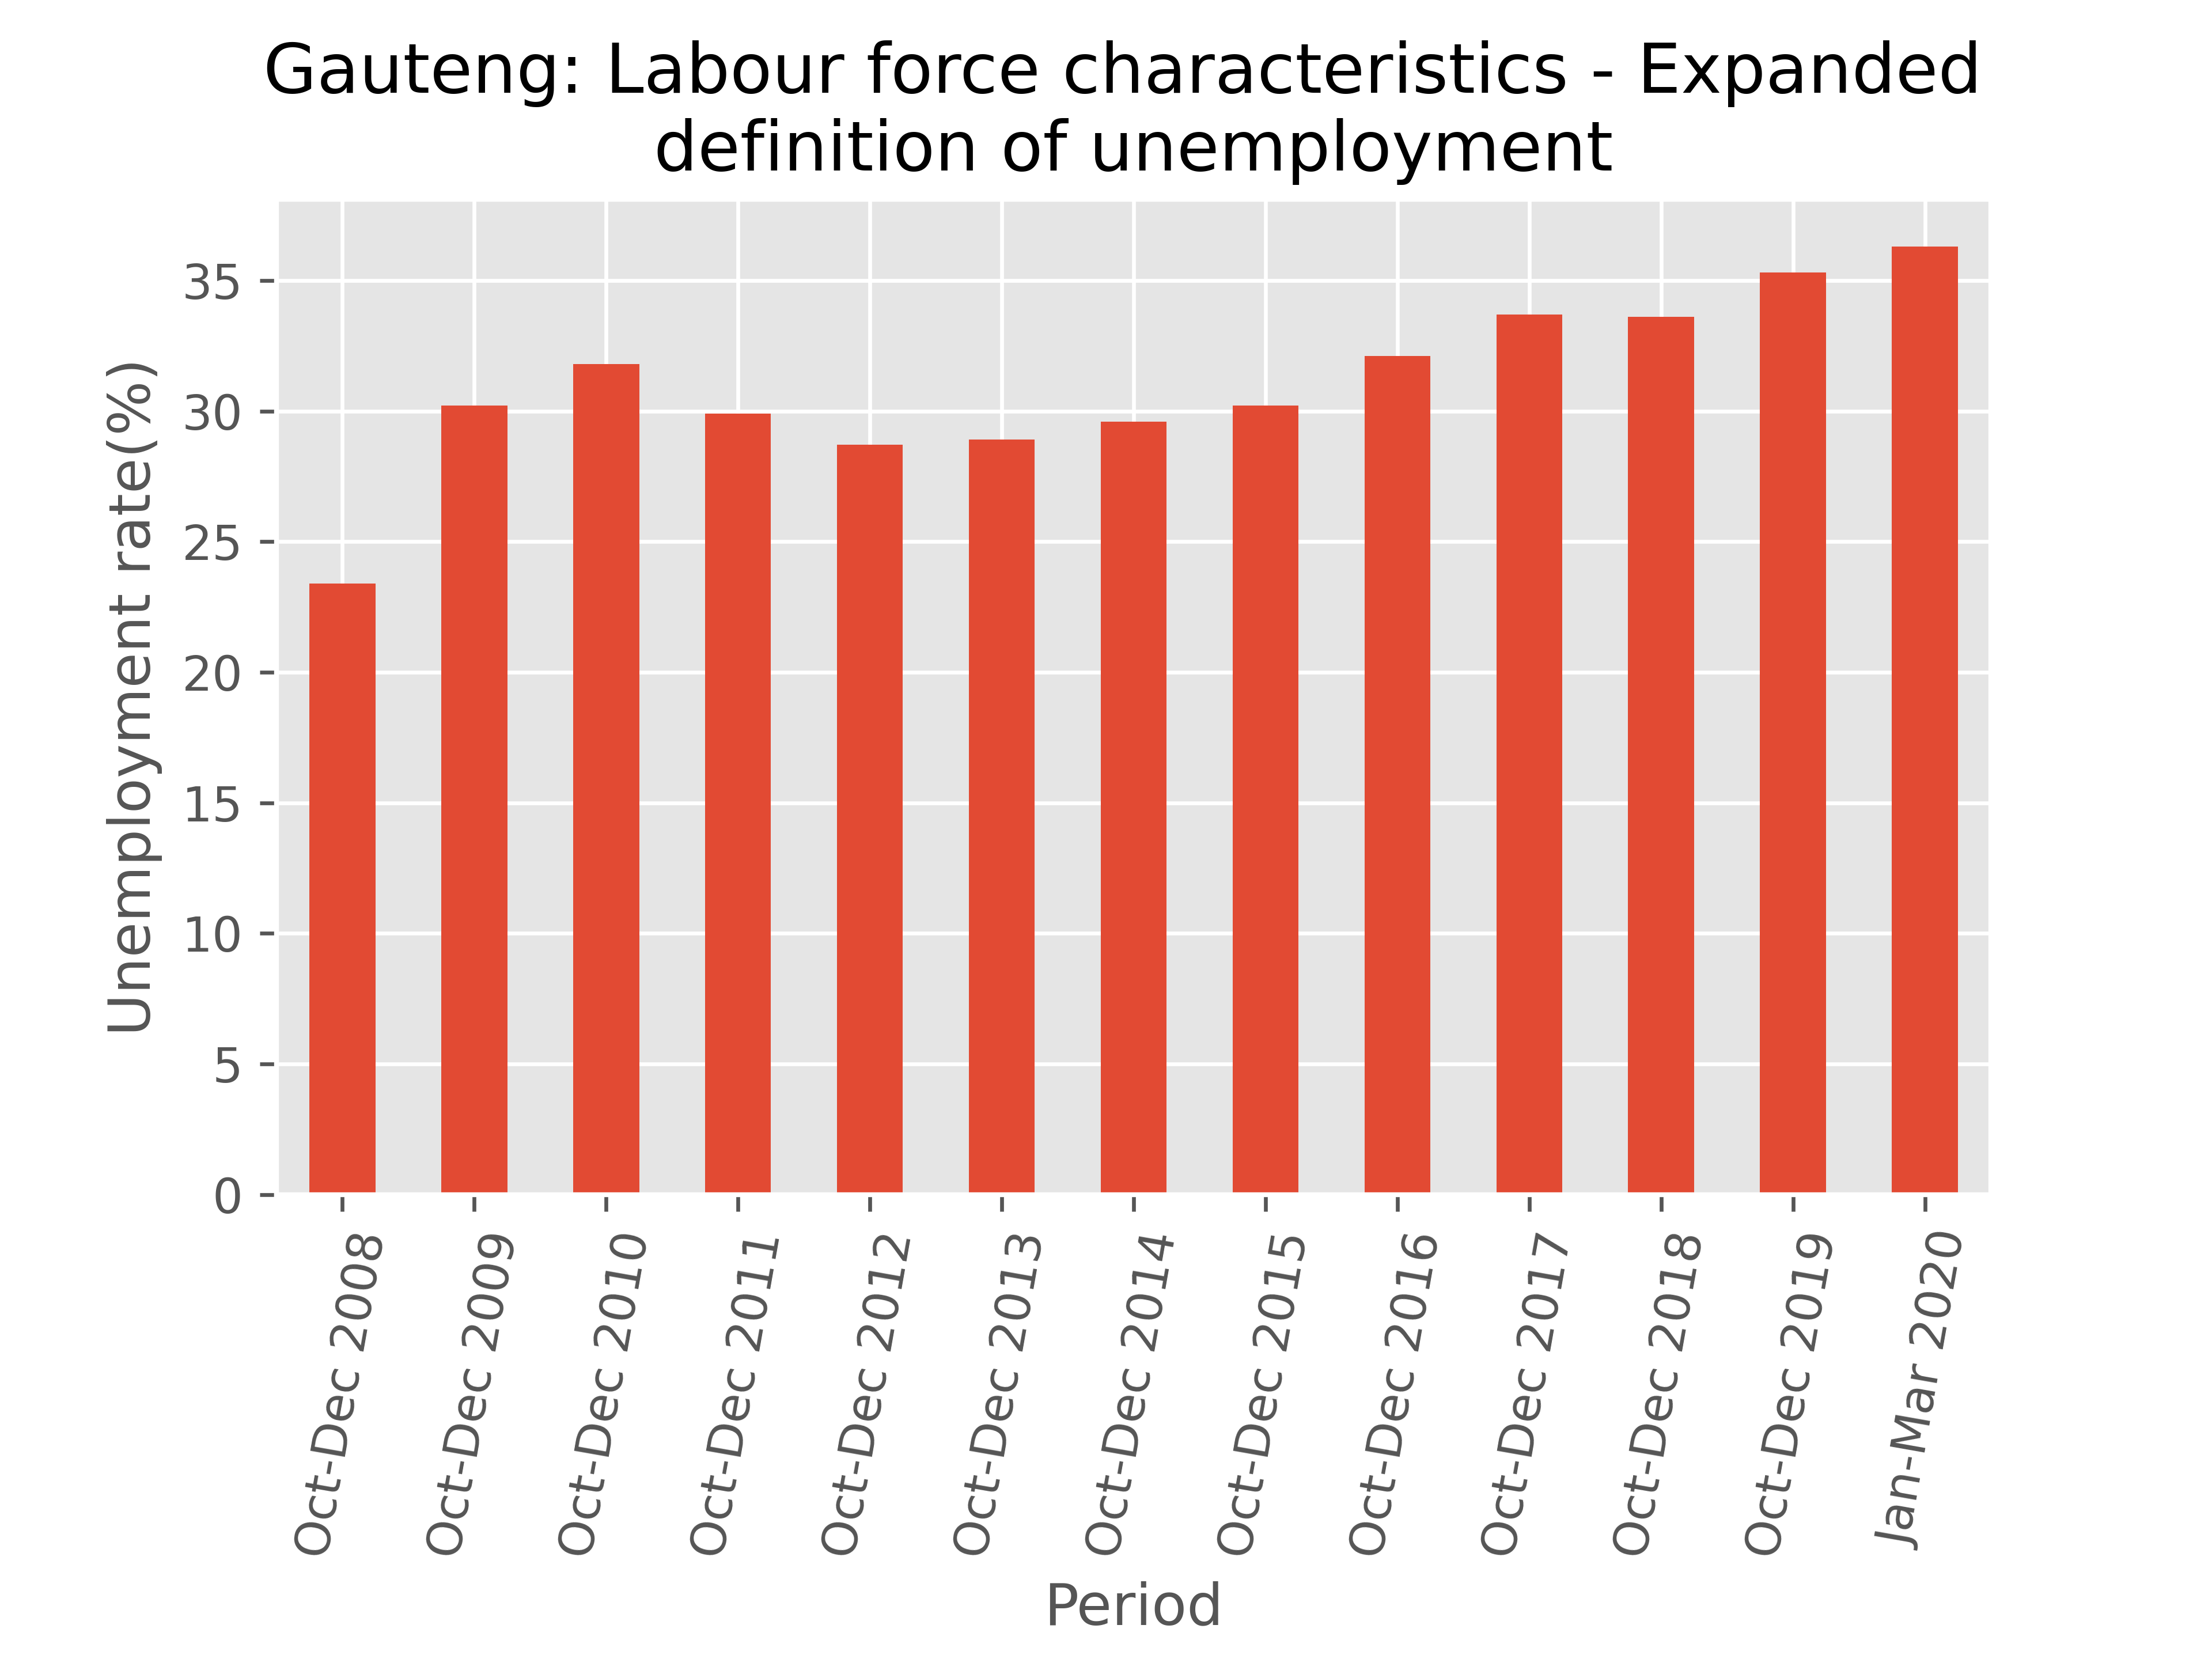 Gauteng: Labour force characteristics - Expanded
definition of unemployment
Unemployment rate(%)
35
30
25
20
15
10
5
0
Oct-Dec 2008
Oct-Dec 2009
Oct-Dec 2010
Oct-Dec 2011
Oct-Dec 2012
Oct-Dec 2013
Oct-Dec 2014
Oct-Dec 2015
Oct-Dec 2016
Oct-Dec 2017
Oct-Dec 2018
Oct-Dec 2019
Jan-Mar 2020
Period